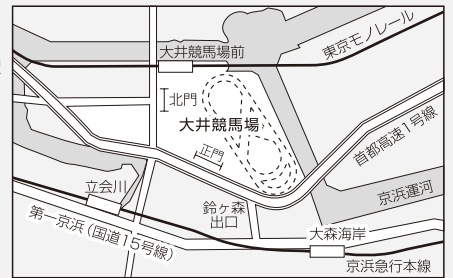 大井競馬場前
東京モノレール
北門
大井競馬場
正門
首都高速1号線
立会川
鈴ヶ森
出口
京浜運河
大森海岸
第一京浜（国道15号線）
京浜急行本線